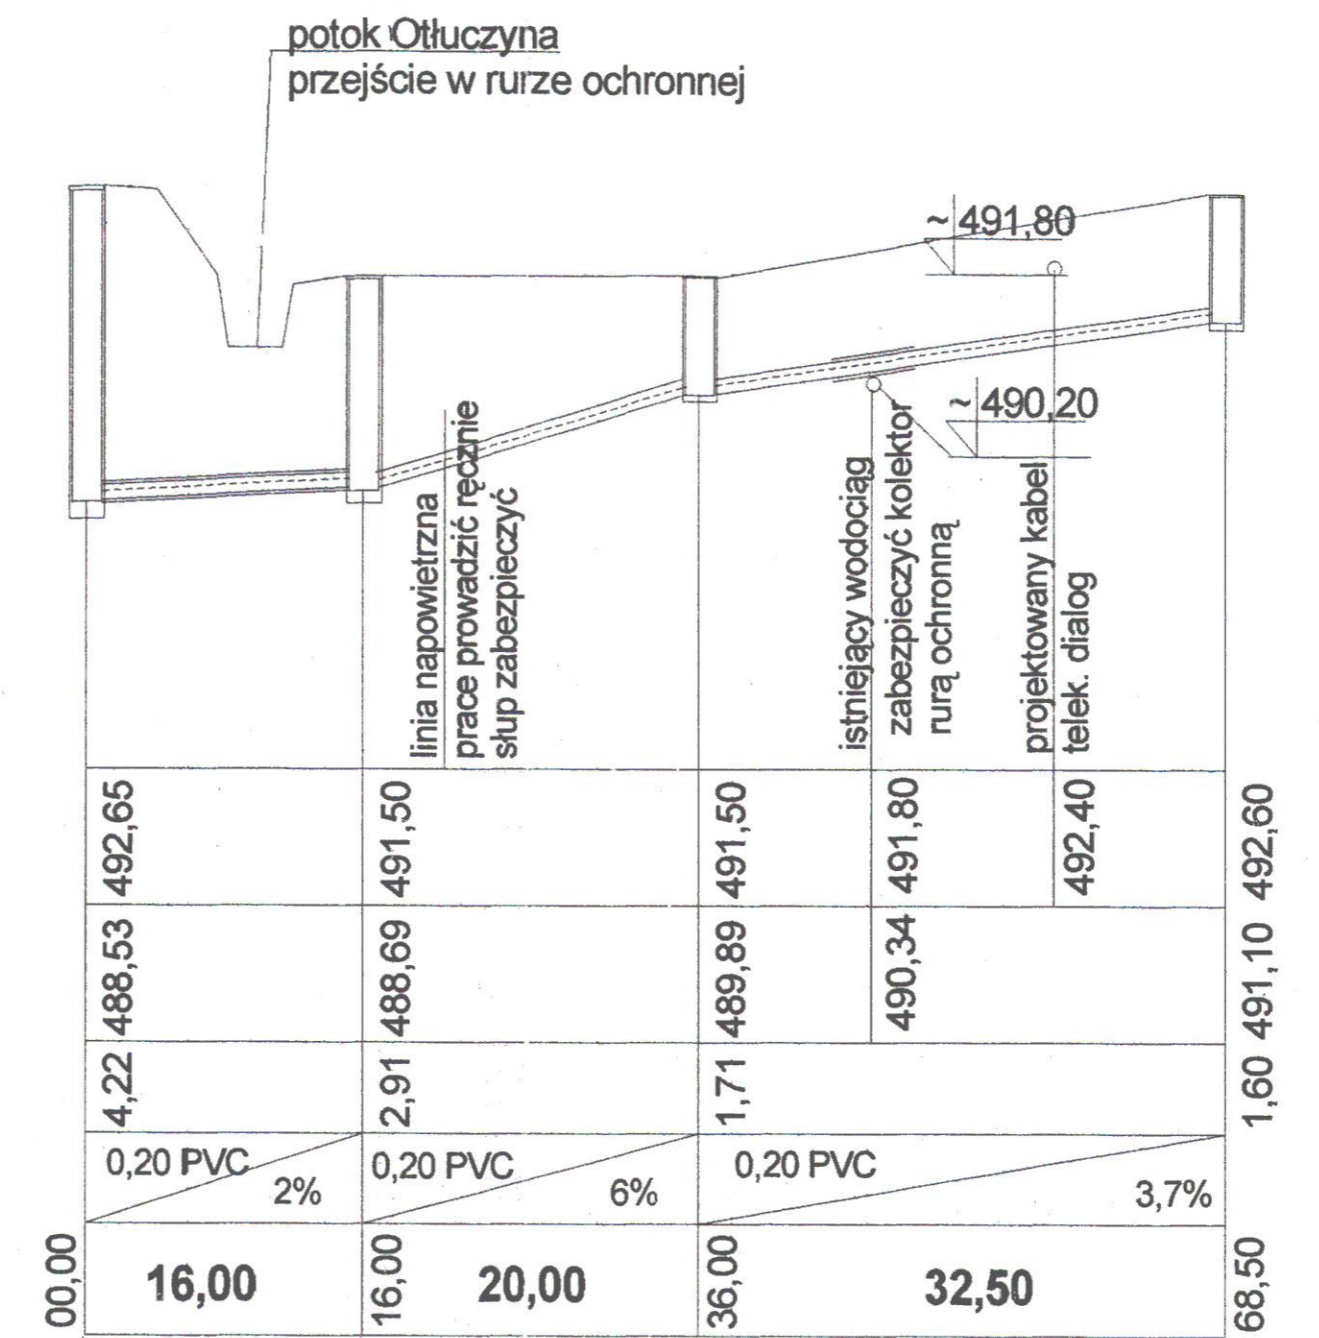 potok Otłuczyna
przejście w rurze ochronnej
~ 491,80
~ 490,20
linia napowietrzna
prace prowadzić ręcznie
słup zabezpieczyć
istniejący wodociąg
zabezpieczyć kolektor
rurą ochronną
projektowany kabel
telek. dialog
492,65
491,50
491,50
491,80
492,40
492,60
488,53
488,69
489,89
490,34
491,10
4,22
2,91
1,71
1,60
0,20 PVC
2%
0,20 PVC
6%
0,20 PVC
3,7%
00,00
16,00
16,00
20,00
36,00
32,50
68,50